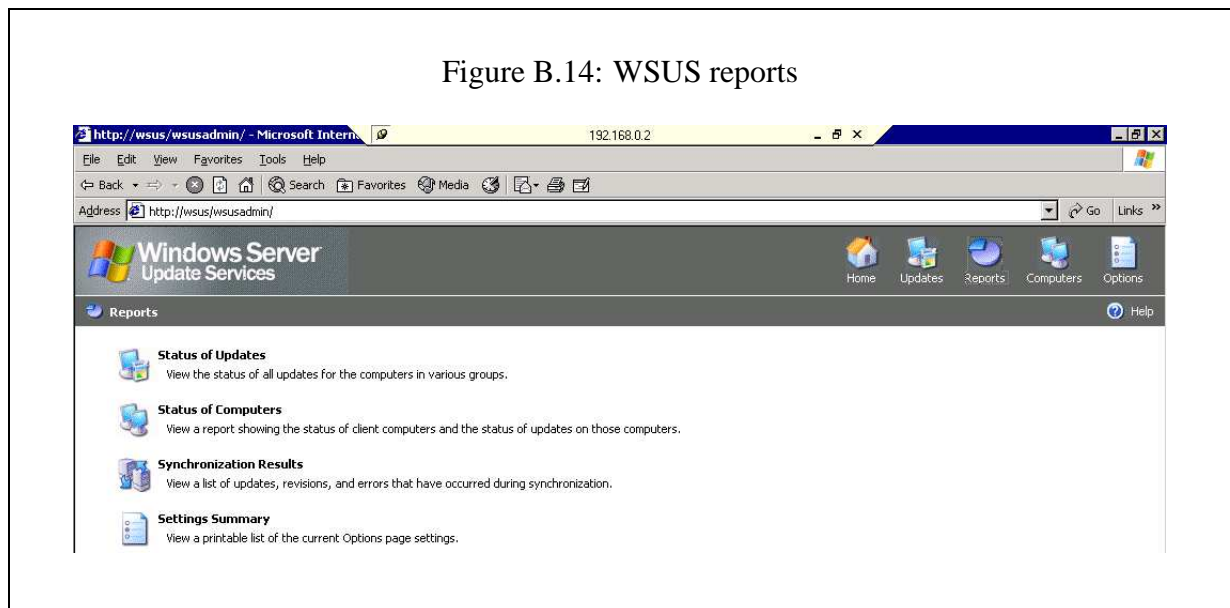 Figure B.14: WSUS reports
http://wsus/wsusadmin/ - Microsoft Intern 192.168.0.2
File Edit View Favorites Tools Help
Back Search Favorites Media
Address http://wsus/wsusadmin/ Go Links »
Windows Server
Update Services
Home Updates Reports Computers Options
Reports Help
Status of Updates
View the status of all updates for the computers in various groups.
Status of Computers
View a report showing the status of client computers and the status of updates on those computers.
Synchronization Results
View a list of updates, revisions, and errors that have occurred during synchronization.
Settings Summary
View a printable list of the current Options page settings.